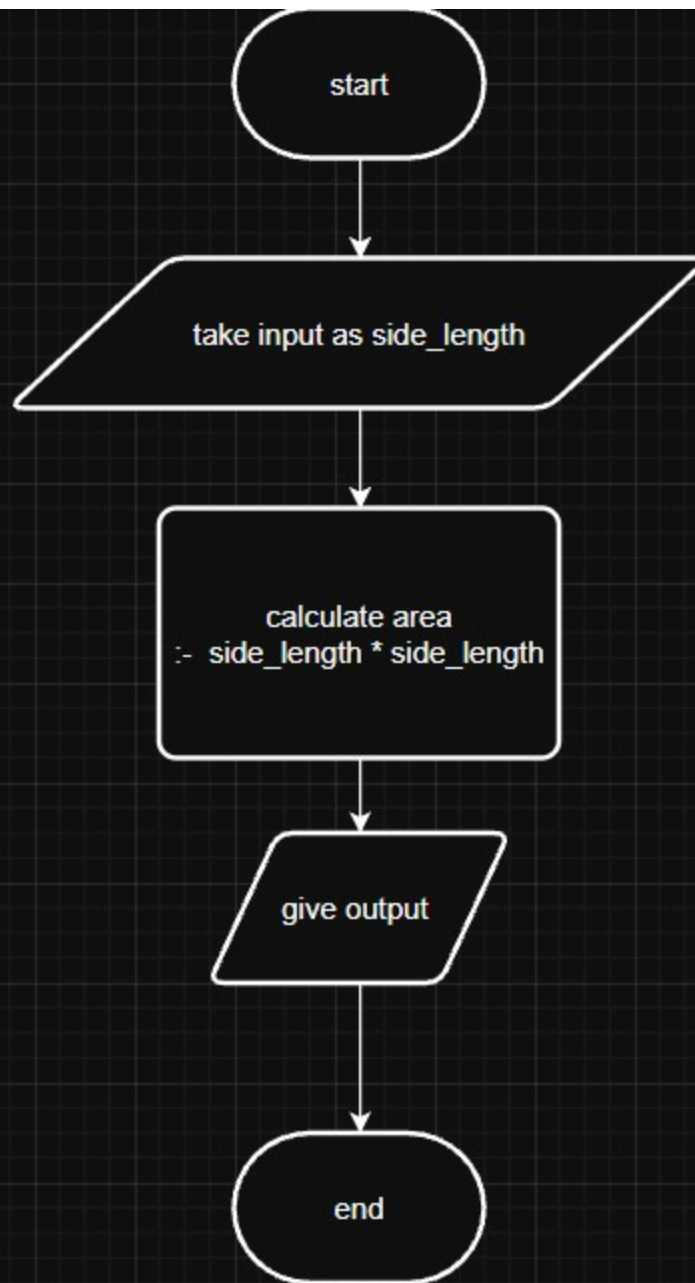 start
take input as side_length
calculate area
:- side_length * side_length
give output
end